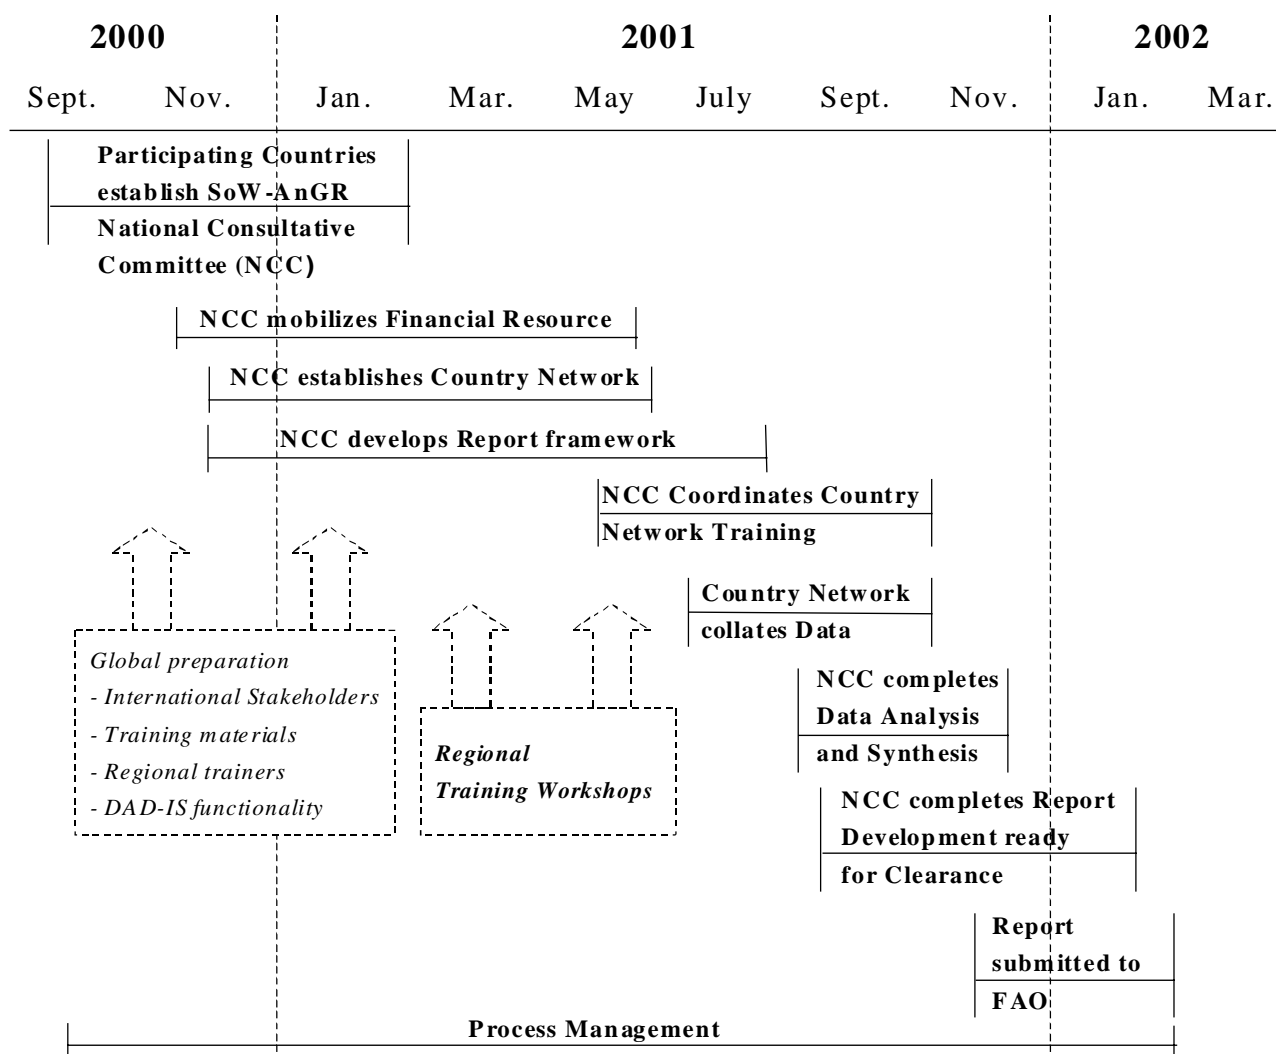 2000 2001 2002
Sept. Nov. Jan. Mar. May July Sept. Nov. Jan. Mar.
Participating Countries
establish SoW-AnGR
National Consultative
Committee (NCC)
NCC mobilizes Financial Resource
NCC establishes Country Network
NCC develops Report framework
NCC Coordinates Country
Network Training
Country Network
collates Data
Global preparation
- International Stakeholders
- Training materials
- Regional trainers
- DAD-IS functionality
Regional
Training Workshops
NCC completes
Data Analysis
and Synthesis
NCC completes Report
Development ready
for Clearance
Report
submitted to
FAO
Process Management